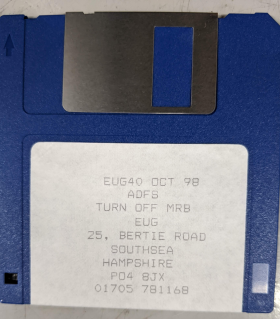 EUG40 OCT 98
ADFS
TURN OFF MRB
EUG
25, BERTIE ROAD
SOUTHSEA
HAMPSHIRE
PO4 8JX
01705 781168